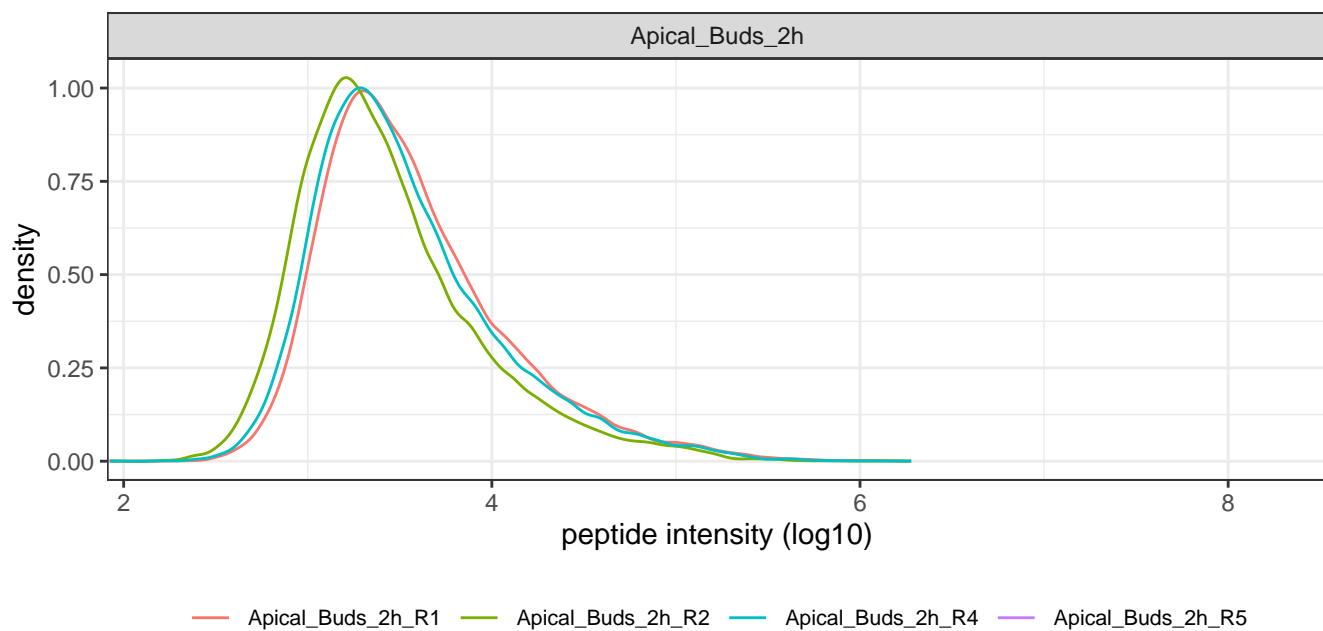 Apical_Buds_2h
1.00
0.75
0.50
0.25
0.00
density
2 4 6 8
peptide intensity (log10)
Apical_Buds_2h_R1 Apical_Buds_2h_R2 Apical_Buds_2h_R4 Apical_Buds_2h_R5